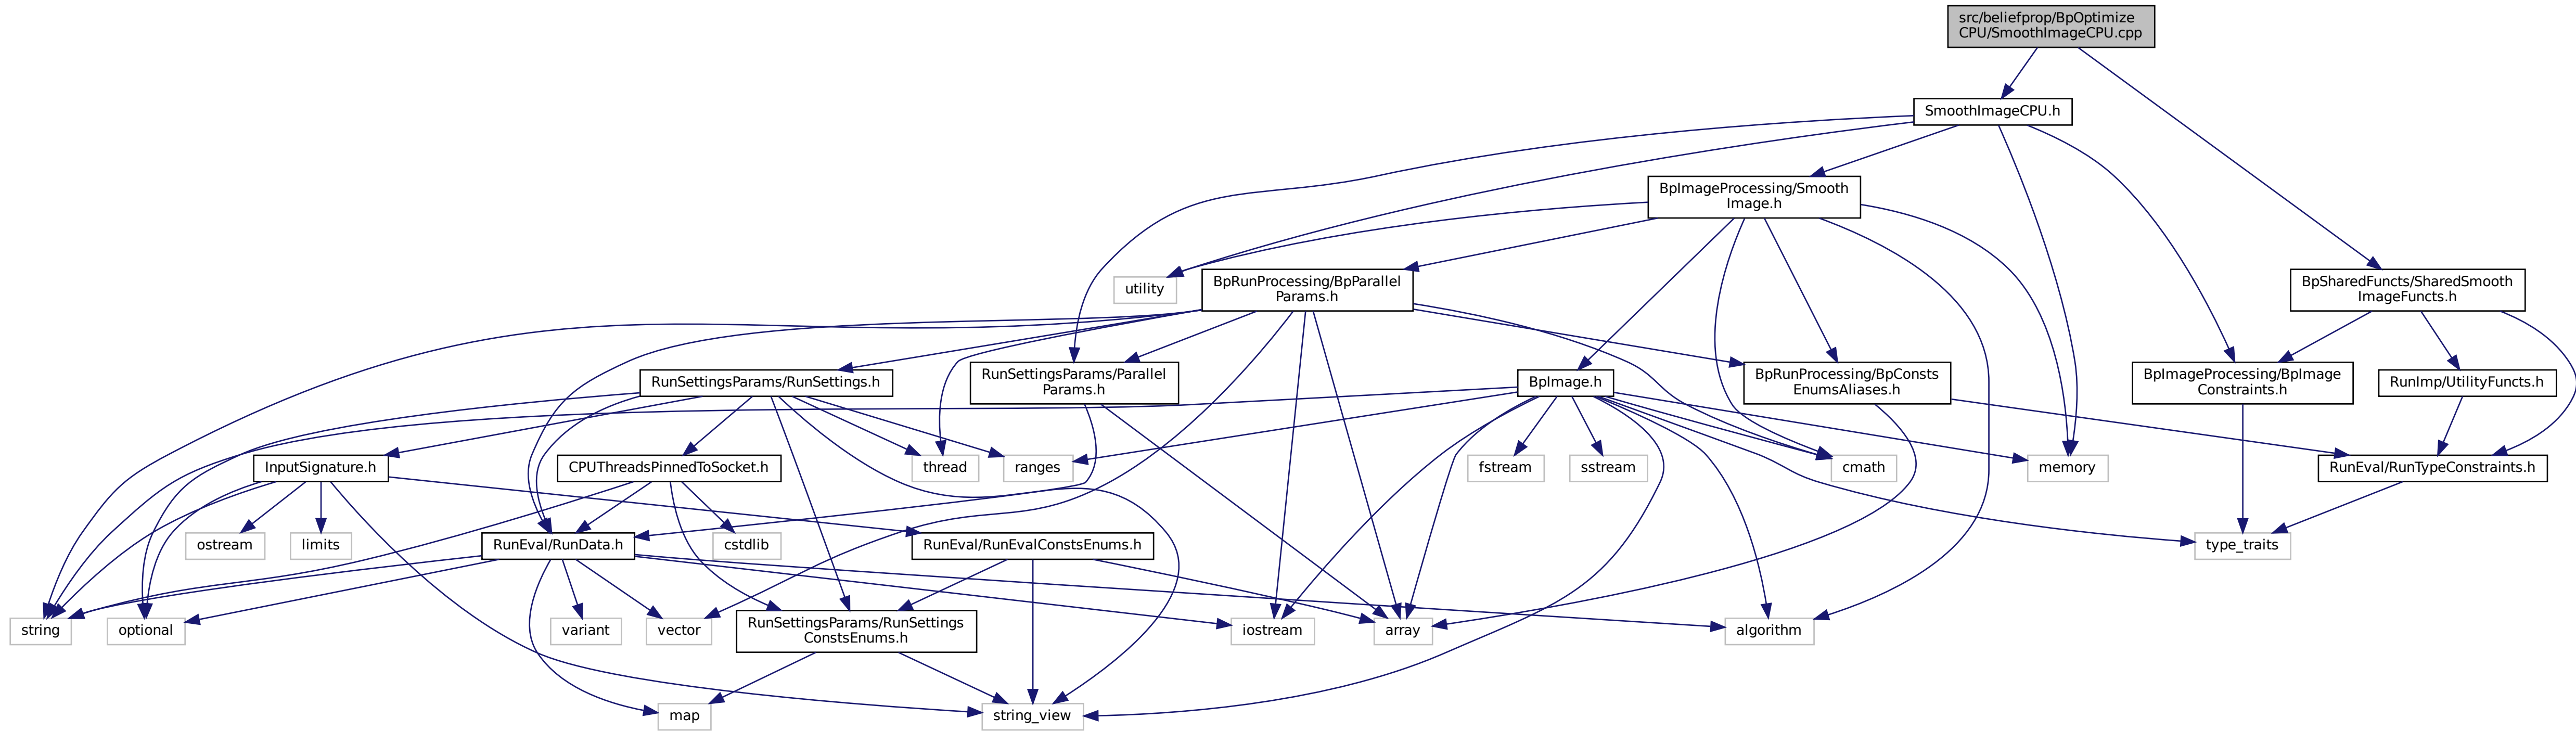 src/beliefprop/BpOptimize
CPU/SmoothImageCPU.cpp
SmoothImageCPU.h
BpImageProcessing/Smooth
Image.h
utility
BpRunProcessing/BpParallel
Params.h
BpSharedFuncts/SharedSmooth
ImageFuncts.h
RunSettingsParams/RunSettings.h
RunSettingsParams/Parallel
Params.h
BpImage.h
BpRunProcessing/BpConsts
EnumsAliases.h
BpImageProcessing/BpImage
Constraints.h
RunImp/UtilityFuncts.h
InputSignature.h
CPUThreadsPinnedToSocket.h
thread
ranges
fstream
sstream
cmath
memory
RunEval/RunTypeConstraints.h
ostream
limits
RunEval/RunData.h
cstdlib
RunEval/RunEvalConstsEnums.h
type_traits
string
optional
variant
vector
RunSettingsParams/RunSettings
ConstsEnums.h
iostream
array
algorithm
map
string_view